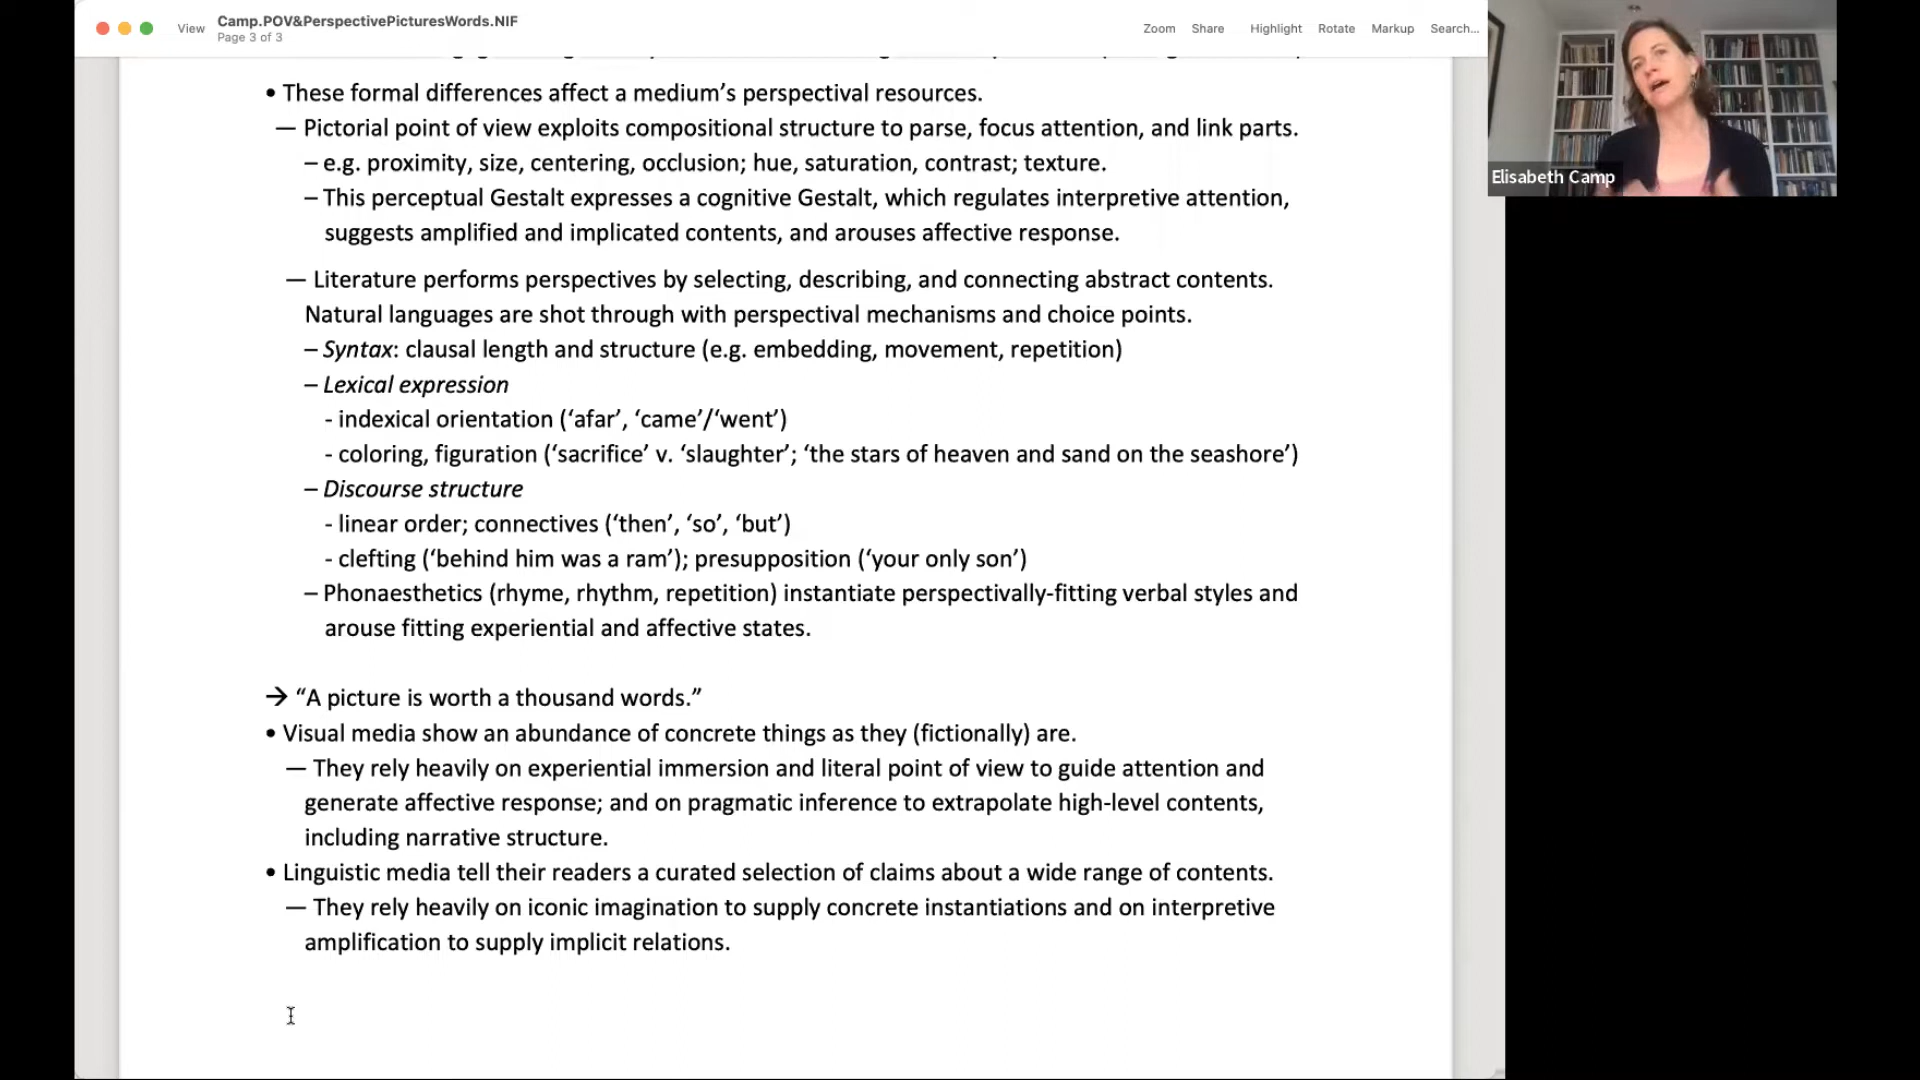 Camp.POV&PerspectivePicturesWords.NIF
View
Page 3 of 3
Zoom Share Highlight Rotate Markup Search...
• These formal differences affect a medium’s perspectival resources.
— Pictorial point of view exploits compositional structure to parse, focus attention, and link parts.
– e.g. proximity, size, centering, occlusion; hue, saturation, contrast; texture.
– This perceptual Gestalt expresses a cognitive Gestalt, which regulates interpretive attention,
suggests amplified and implicated contents, and arouses affective response.
— Literature performs perspectives by selecting, describing, and connecting abstract contents.
Natural languages are shot through with perspectival mechanisms and choice points.
– Syntax: clausal length and structure (e.g. embedding, movement, repetition)
– Lexical expression
- indexical orientation (‘afar’, ‘came’/‘went’)
- coloring, figuration (‘sacrifice’ v. ‘slaughter’; ‘the stars of heaven and sand on the seashore’)
– Discourse structure
- linear order; connectives (‘then’, ‘so’, ‘but’)
- clefting (‘behind him was a ram’); presupposition (‘your only son’)
– Phonaesthetics (rhyme, rhythm, repetition) instantiate perspectivally-fitting verbal styles and
arouse fitting experiential and affective states.
→ “A picture is worth a thousand words.”
• Visual media show an abundance of concrete things as they (fictionally) are.
— They rely heavily on experiential immersion and literal point of view to guide attention and
generate affective response; and on pragmatic inference to extrapolate high-level contents,
including narrative structure.
• Linguistic media tell their readers a curated selection of claims about a wide range of contents.
— They rely heavily on iconic imagination to supply concrete instantiations and on interpretive
amplification to supply implicit relations.
Elisabeth Camp